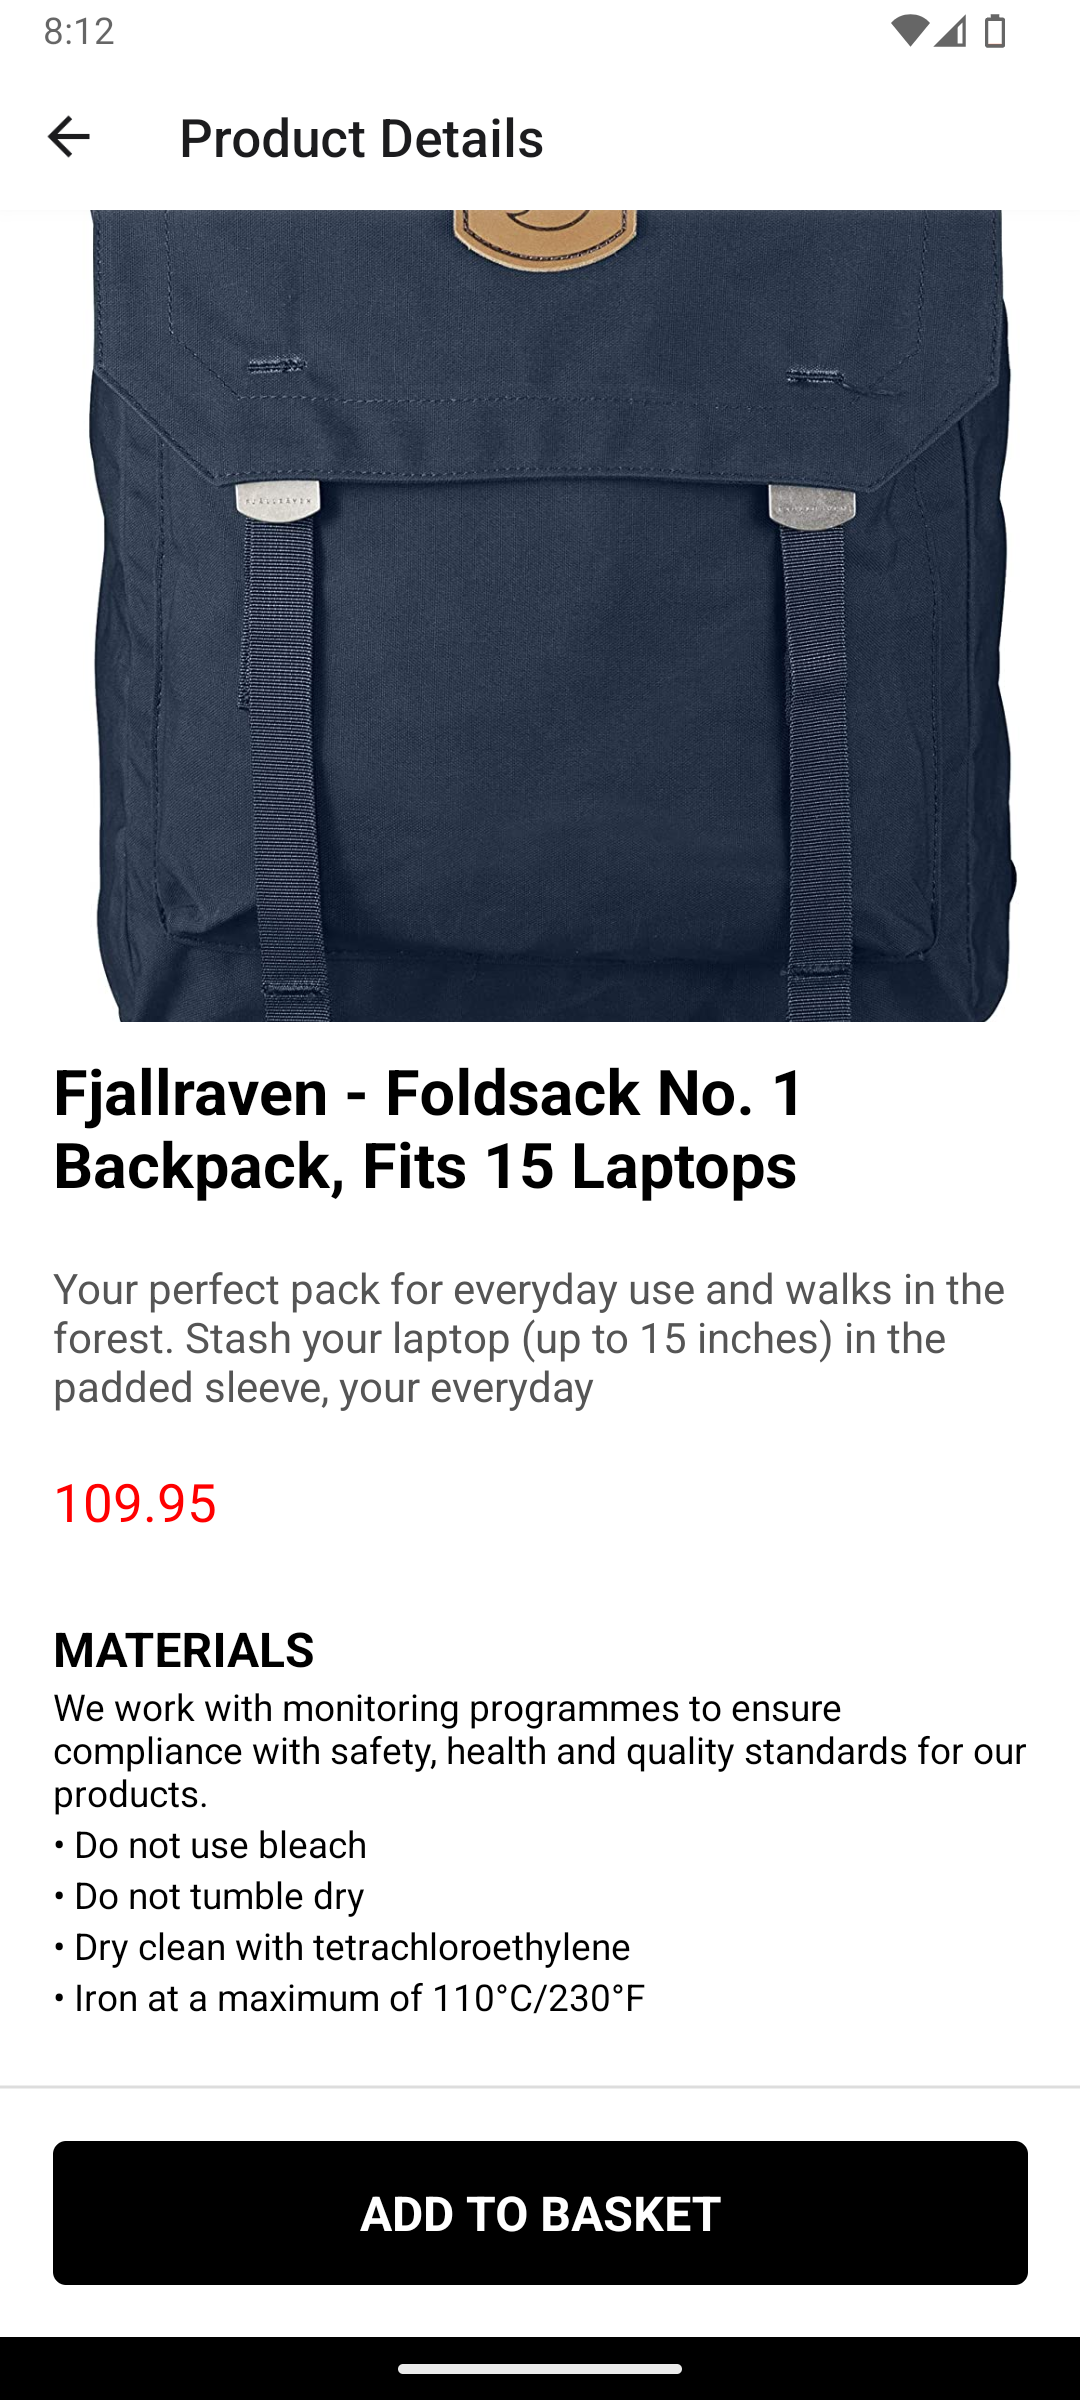 8:12
Product Details
Fjallraven - Foldsack No. 1
Backpack, Fits 15 Laptops
Your perfect pack for everyday use and walks in the
forest. Stash your laptop (up to 15 inches) in the
padded sleeve, your everyday
109.95
MATERIALS
We work with monitoring programmes to ensure
compliance with safety, health and quality standards for our
products.
• Do not use bleach
• Do not tumble dry
• Dry clean with tetrachloroethylene
• Iron at a maximum of 110°C/230°F
ADD TO BASKET